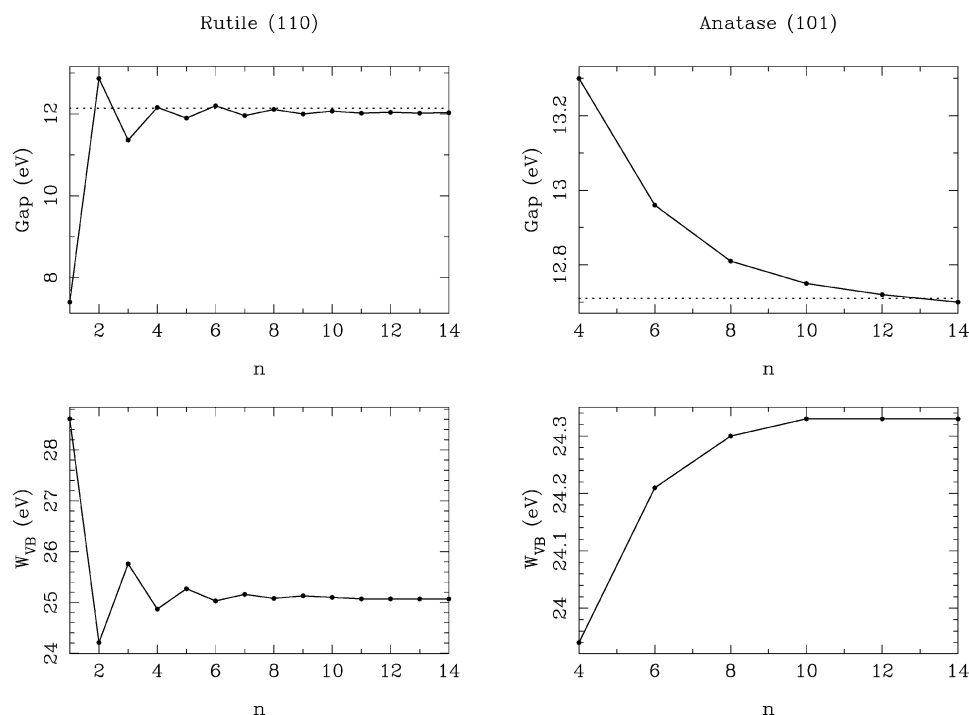 Rutile (110)
Anatase (101)
Gap (eV)
12
10
8
2 4 6 8 10 12 14
n
Gap (eV)
13.2
13
12.8
4 6 8 10 12 14
n
W_VB (eV)
28
27
26
25
24
2 4 6 8 10 12 14
n
W_VB (eV)
24.3
24.2
24.1
24
4 6 8 10 12 14
n